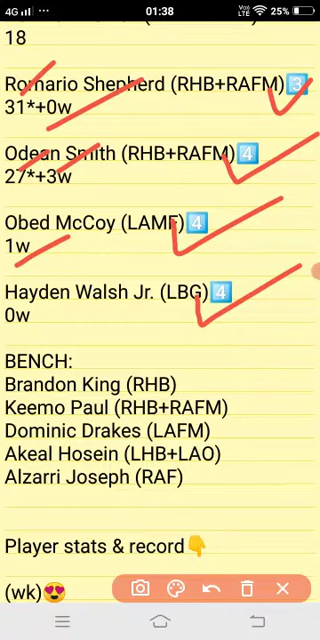 4G 01:38 Vo) LTE 25%
18
Romario Shepherd (RHB+RAFM)3️⃣
31*+0w
Odean Smith (RHB+RAFM)4️⃣
27*+3w
Obed McCoy (LAMF)4️⃣
1w
Hayden Walsh Jr. (LBG)4️⃣
0w
BENCH:
Brandon King (RHB)
Keemo Paul (RHB+RAFM)
Dominic Drakes (LAFM)
Akeal Hosein (LHB+LAO)
Alzarri Joseph (RAF)
Player stats & record👇
(wk)😍